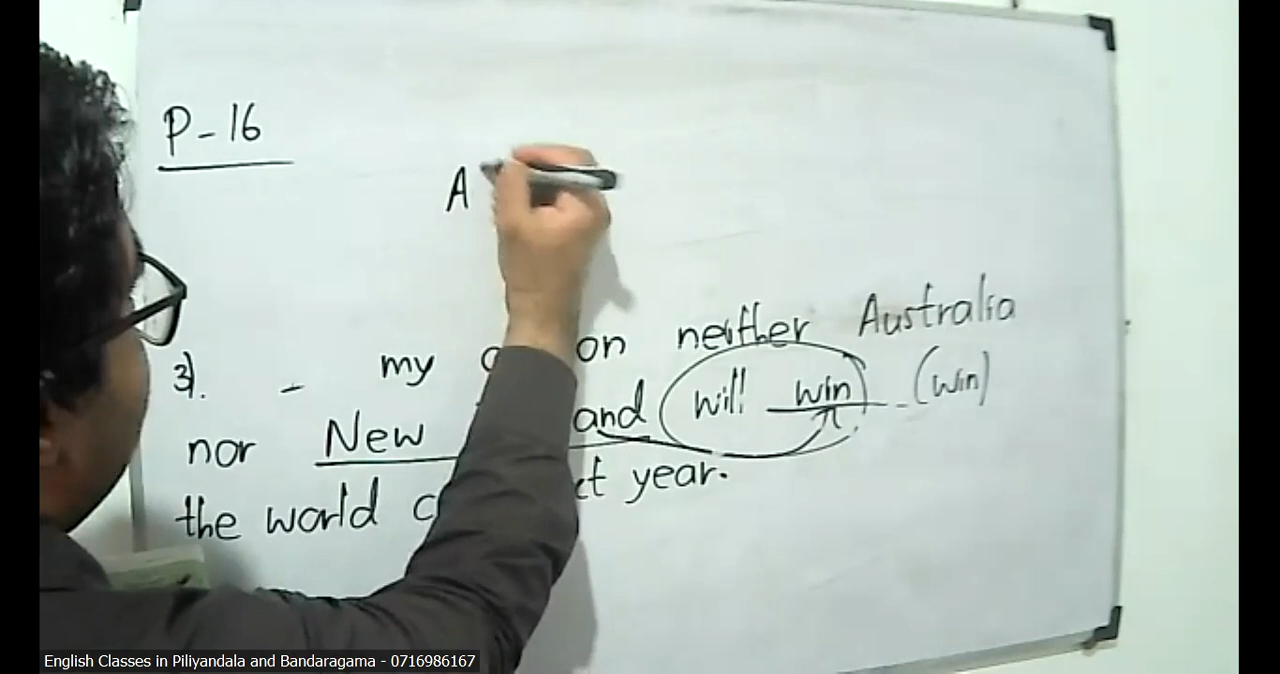 P - 16
A
3). - my on neither Australia
nor New and will win (win)
the world year.
English Classes in Piliyandala and Bandaragama - 0716986167